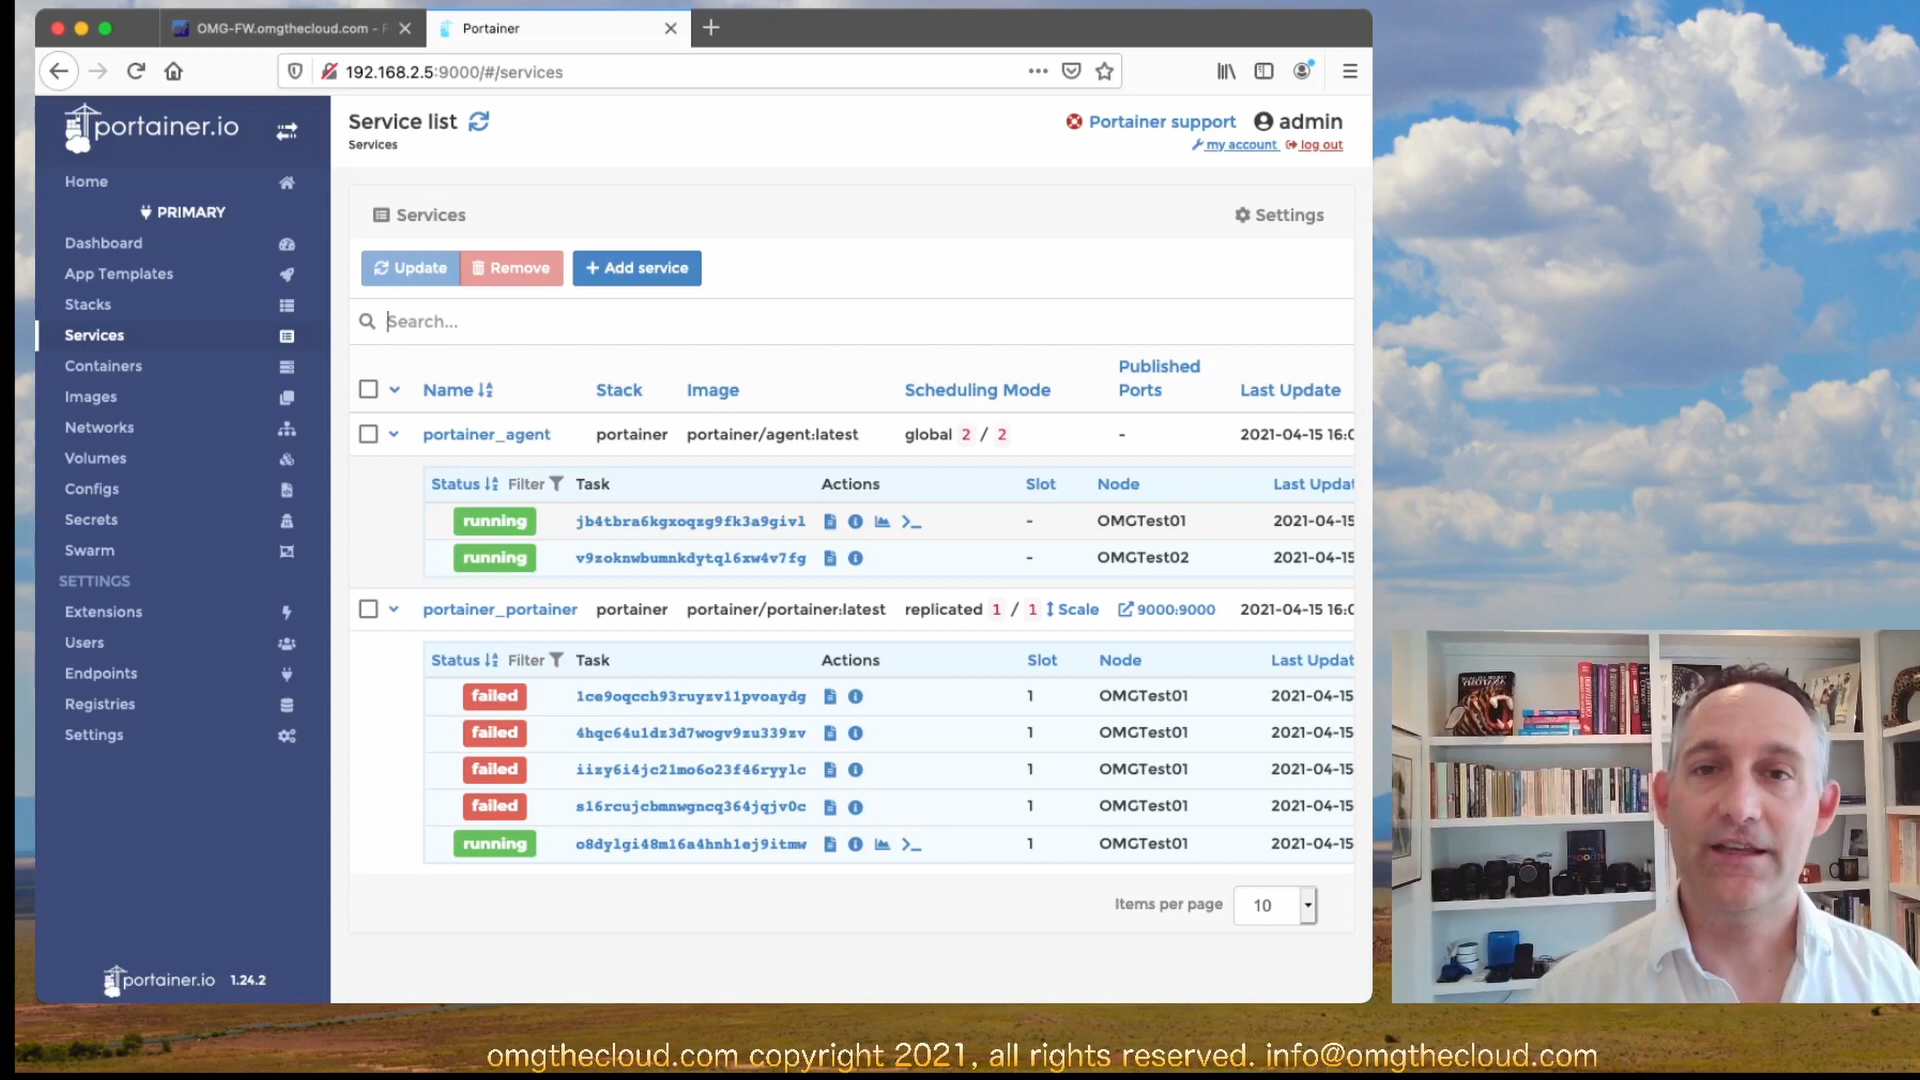 OMG-FW.omgthecloud.com -
Portainer
192.168.2.5:9000/#/services
portainer.io
Home
PRIMARY
Dashboard
App Templates
Stacks
Services
Containers
Images
Networks
Volumes
Configs
Secrets
Swarm
SETTINGS
Extensions
Users
Endpoints
Registries
Settings
portainer.io 1.24.2
Service list
Services
Portainer support
admin
my account
log out
Services
Settings
Update
Remove
+ Add service
Search...
Name
Stack
Image
Scheduling Mode
Published Ports
Last Update
portainer_agent portainer portainer/agent:latest global 2 / 2 - 2021-04-15 16:0
Status Filter Task Actions Slot Node Last Updat
running jb4tbra6kgxoqzg9fk3a9givl - OMGTest01 2021-04-15
running v9zoknwbumnkdytql6xw4v7fg - OMGTest02 2021-04-15
portainer_portainer portainer portainer/portainer:latest replicated 1 / 1 Scale 9000:9000 2021-04-15 16:0
Status Filter Task Actions Slot Node Last Updat
failed 1ce9oqcch93ruyzvl1pvoaydg 1 OMGTest01 2021-04-15
failed 4hqc64uldz3d7wogv9zu339zv 1 OMGTest01 2021-04-15
failed iizy6i4jc21mo6o23f46ryylc 1 OMGTest01 2021-04-15
failed s16rcujcbmnwgncq364jqjv0c 1 OMGTest01 2021-04-15
running o8dylgi48m16a4hnhlej9itmw 1 OMGTest01 2021-04-15
Items per page 10
omgthecloud.com copyright 2021, all rights reserved. info@omgthecloud.com